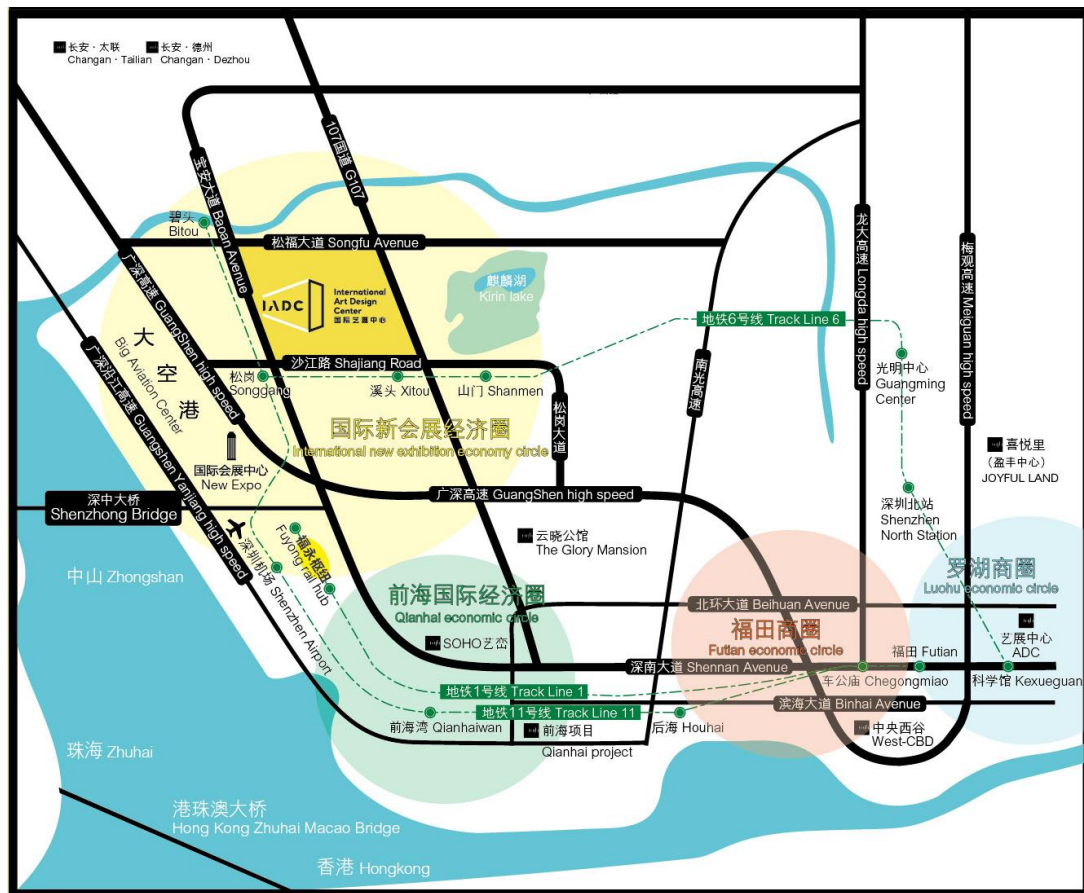 长安·太联
Changan·Tailian
长安·德州
Changan·Dezhou
107国道 G107
宝安大道 Baoan Avenue
碧头
Bitou
松福大道 Songfu Avenue
龙大高速 Longda high speed
梅观高速 Meiguan high speed
广深高速 GuangShen high speed
IADC
International
Art Design
Center
国际艺展中心
麒麟湖
Kirin lake
地铁6号线 Track Line 6
大空港
Big Aviation Center
广深沿江高速 Guangshen Yanjiang high speed
沙江路 Shajiang Road
南光高速
光明中心
Guangming
Center
松岗
Songgang
溪头 Xitou
山门 Shanmen
松岗大道
国际新会展经济圈
International new exhibition economy circle
国际会展中心
New Expo
喜悦里
(盈丰中心)
JOYFUL LAND
广深高速 GuangShen high speed
深中大桥
Shenzhong Bridge
深圳北站
Shenzhen
North Station
云晓公馆
The Glory Mansion
福永枢纽
Fuyong rail hub
深圳机场 Shenzhen Airport
中山 Zhongshan
罗湖商圈
Luohu economic circle
前海国际经济圈
Qianhai economic circle
北环大道 Beihuan Avenue
福田商圈
Futian economic circle
艺展中心
ADC
SOHO艺峦
福田 Futian
深南大道 Shennan Avenue
车公庙 Chegongmiao
科学馆 Kexueguan
地铁1号线 Track Line 1
滨海大道 Binhai Avenue
地铁11号线 Track Line 11
前海湾 Qianhaiwan
前海项目
Qianhai project
后海 Houhai
中央西谷
West-CBD
珠海 Zhuhai
港珠澳大桥
Hong Kong Zhuhai Macao Bridge
香港 Hongkong